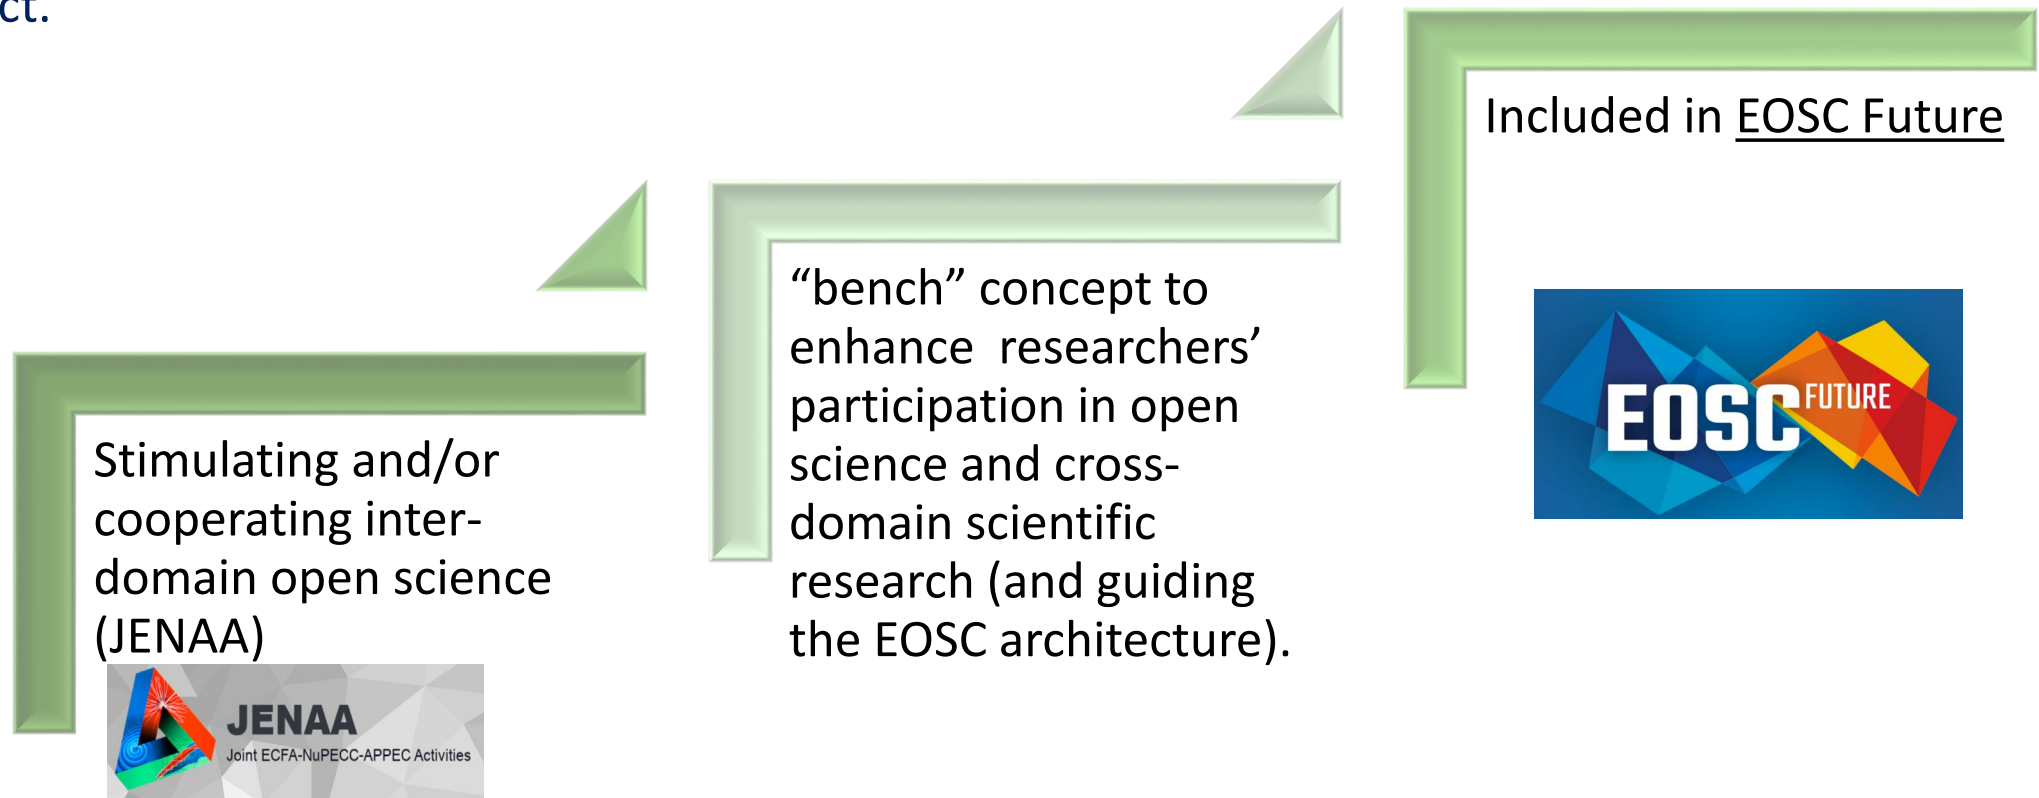 ct.
Stimulating and/or
cooperating inter-
domain open science
(JENAA)
JENAA
Joint ECFA-NuPECC-APPEC Activities
“bench” concept to
enhance  researchers’
participation in open
science and cross-
domain scientific
research (and guiding
the EOSC architecture).
Included in EOSC Future
EOSC FUTURE